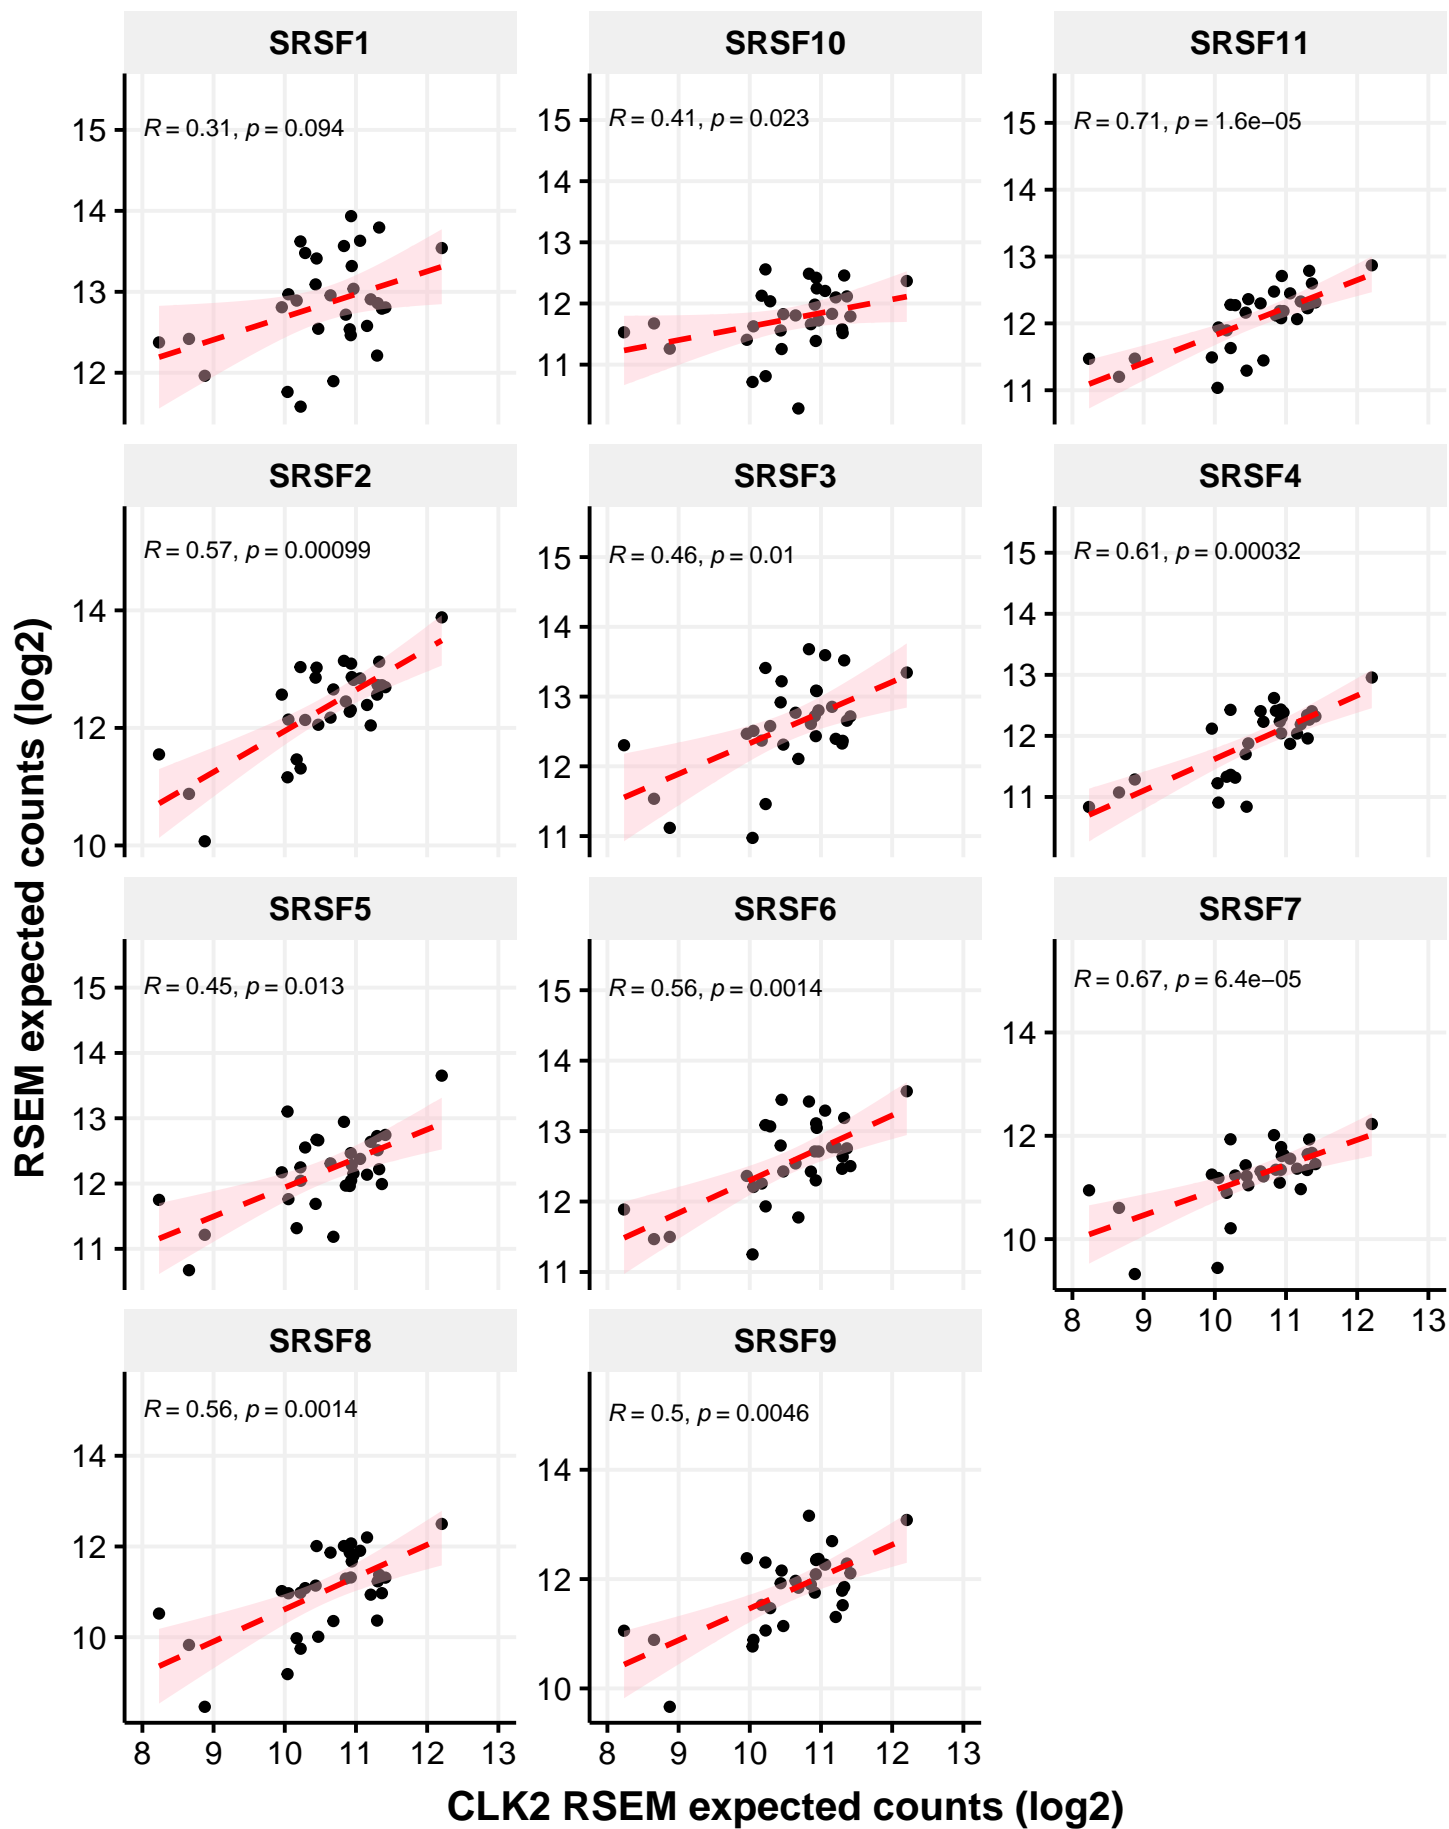 SRSF1
SRSF10
SRSF11
R = 0.31, p = 0.094
R = 0.41, p = 0.023
R = 0.71, p = 1.6e−05
15
14
13
12
15
14
13
12
11
15
14
13
12
11
SRSF2
SRSF3
SRSF4
R = 0.57, p = 0.00099
R = 0.46, p = 0.01
R = 0.61, p = 0.00032
14
12
10
15
14
13
12
11
15
14
13
12
11
SRSF5
SRSF6
SRSF7
R = 0.45, p = 0.013
R = 0.56, p = 0.0014
R = 0.67, p = 6.4e−05
15
14
13
12
11
15
14
13
12
11
14
12
10
8 9 10 11 12 13
SRSF8
SRSF9
R = 0.56, p = 0.0014
R = 0.5, p = 0.0046
14
12
10
14
12
10
8 9 10 11 12 13
8 9 10 11 12 13
RSEM expected counts (log2)
CLK2 RSEM expected counts (log2)